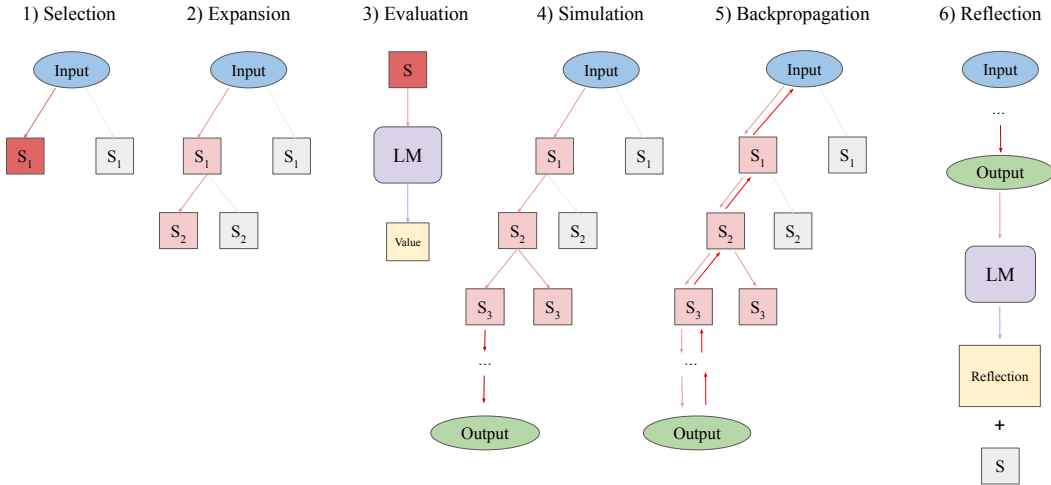 1) Selection
Input
S₁
S₁
2) Expansion
Input
S₁
S₁
S₂
S₂
3) Evaluation
S
LM
Value
4) Simulation
Input
S₁
S₁
S₂
S₂
S₃
S₃
...
Output
5) Backpropagation
Input
S₁
S₁
S₂
S₂
S₃
S₃
...
Output
6) Reflection
Input
...
Output
LM
Reflection
+
S